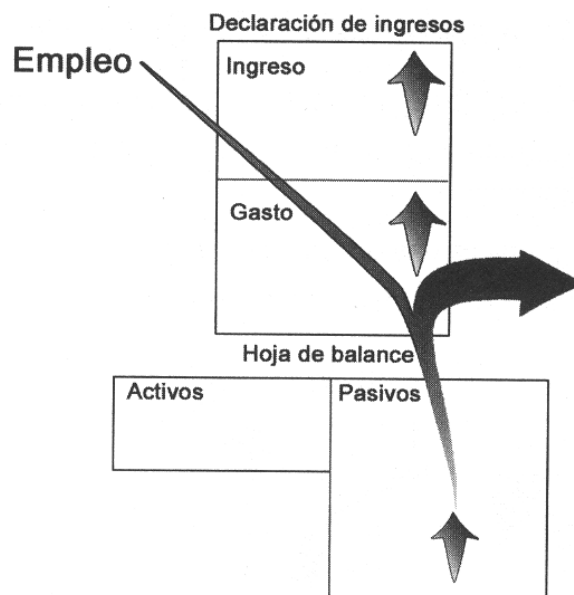 Declaración de ingresos
Empleo
Ingreso
Gasto
Hoja de balance
Activos
Pasivos